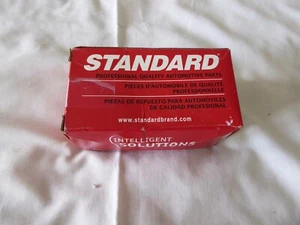 STANDARD
PROFESSIONAL QUALITY AUTOMOTIVE PARTS
PIÈCES D'AUTOMOBILE DE QUALITÉ
PROFESSIONNELLE
PIEZAS DE REPUESTO PARA AUTOMÓVILES
DE CALIDAD PROFESIONAL
www.standardbrand.com
INTELLIGENT
SOLUTIONS